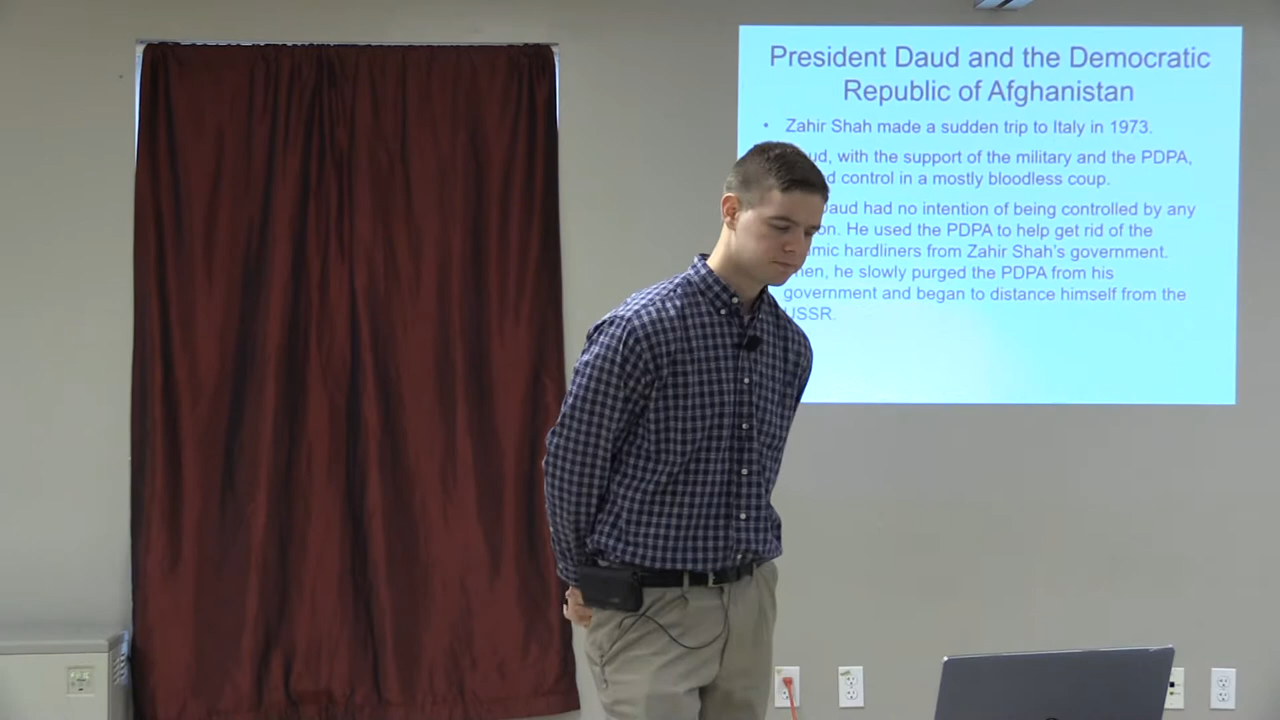 President Daud and the Democratic
Republic of Afghanistan
• Zahir Shah made a sudden trip to Italy in 1973.
with the support of the military and the PDPA,
control in a mostly bloodless coup.
Daud had no intention of being controlled by any
He used the PDPA to help get rid of the
hardliners from Zahir Shah's government.
he slowly purged the PDPA from his
government and began to distance himself from the
USSR.